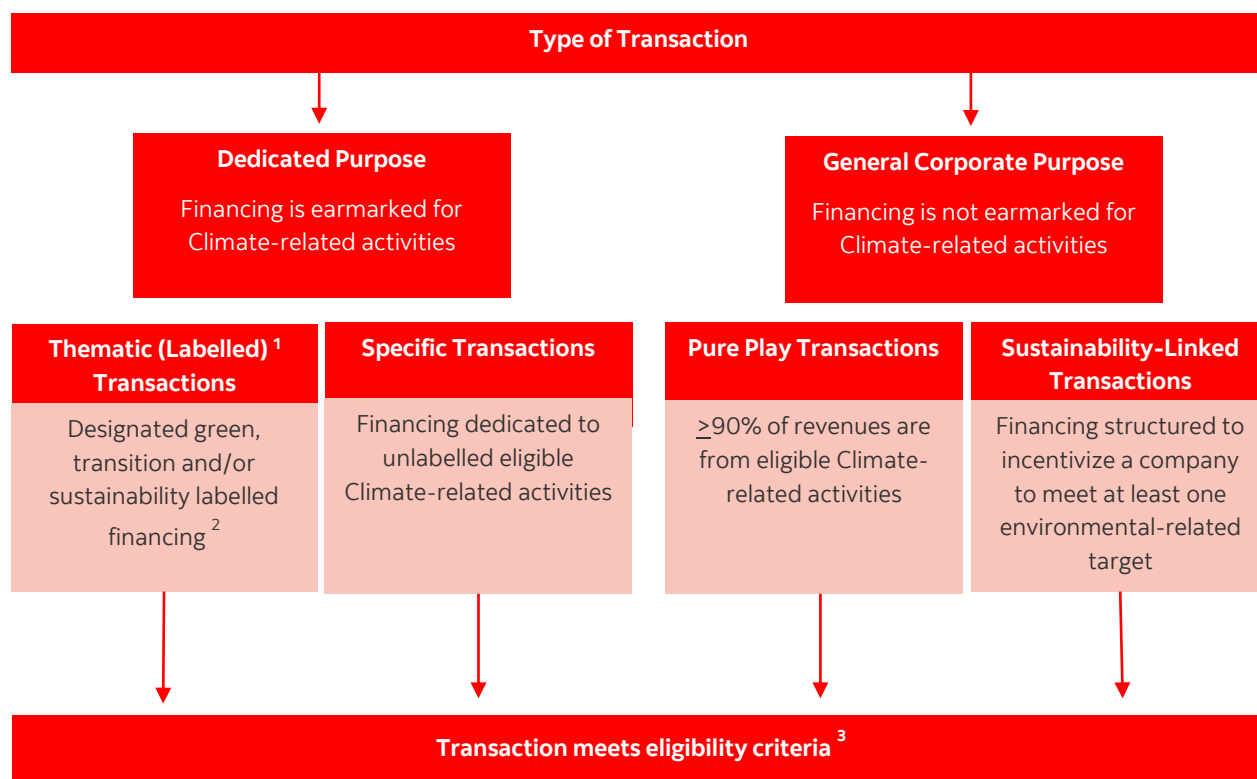 Type of Transaction
Dedicated Purpose
Financing is earmarked for
Climate-related activities
General Corporate Purpose
Financing is not earmarked for
Climate-related activities
Thematic (Labelled) ¹
Transactions
Designated green,
transition and/or
sustainability labelled
financing ²
Specific Transactions
Financing dedicated to
unlabelled eligible
Climate-related activities
Pure Play Transactions
≥90% of revenues are
from eligible Climate-
related activities
Sustainability-Linked
Transactions
Financing structured to
incentivize a company
to meet at least one
environmental-related
target
Transaction meets eligibility criteria ³